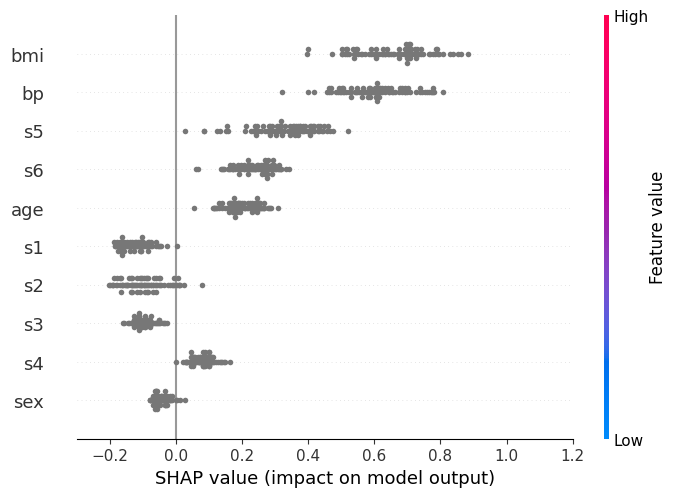 High
bmi
bp
s5
s6
age
s1
s2
s3
s4
sex
Feature value
Low
−0.2 0.0 0.2 0.4 0.6 0.8 1.0 1.2
SHAP value (impact on model output)